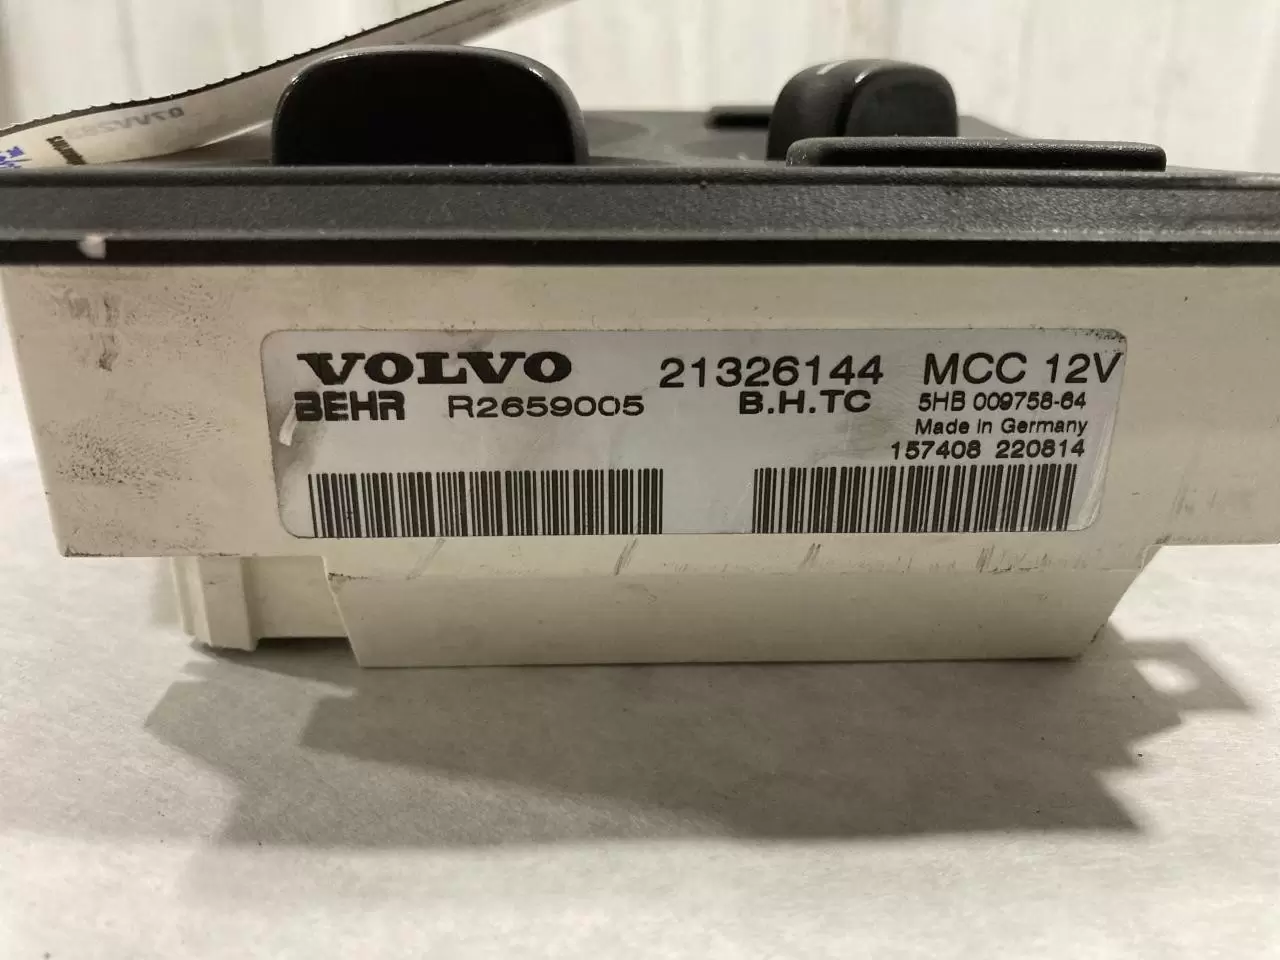 VOLVO 21326144 MCC 12V
BEHR R2659005 B.H.TC 5HB 009758-64
Made in Germany
157408 220814